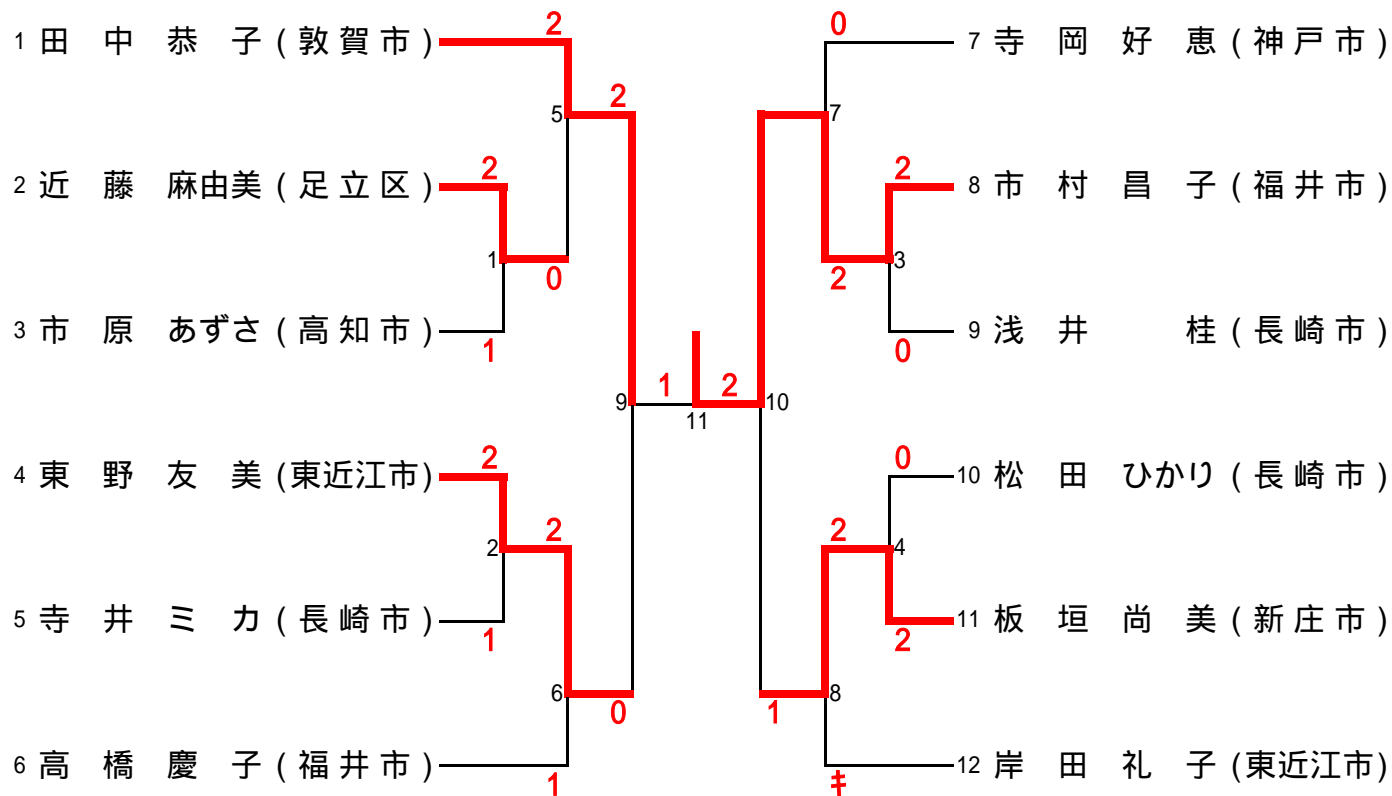 2
0
1 田中恭子(敦賀市)
7 寺岡好恵(神戸市)
2
5
7
2
2
2 近藤麻由美(足立区)
8 市村昌子(福井市)
1
3
0
2
3 市原あずさ(高知市)
9 浅井桂(長崎市)
1
0
1
2
9
10
11
2
0
4 東野友美(東近江市)
10 松田ひかり(長崎市)
2
2
2
4
5 寺井ミカ(長崎市)
11 板垣尚美(新庄市)
1
2
6
8
0
1
6 高橋慶子(福井市)
12 岸田礼子(東近江市)
1
キ